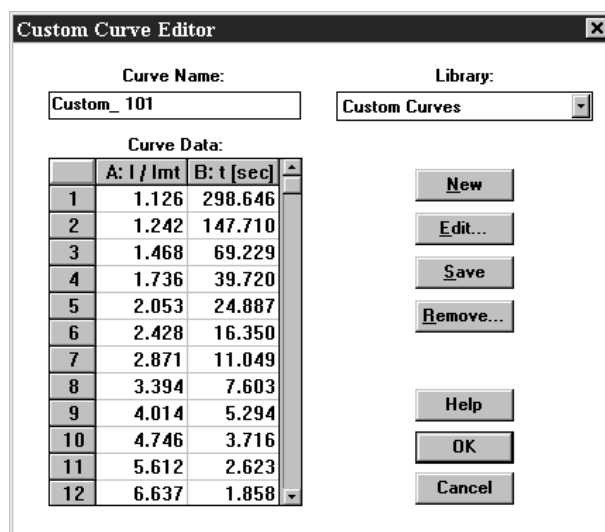 Custom Curve Editor
Curve Name:
Custom_ 101
Library:
Custom Curves
Curve Data:
A: I / Imt B: t [sec]
1 1.126 298.646
2 1.242 147.710
3 1.468 69.229
4 1.736 39.720
5 2.053 24.887
6 2.428 16.350
7 2.871 11.049
8 3.394 7.603
9 4.014 5.294
10 4.746 3.716
11 5.612 2.623
12 6.637 1.858
New
Edit...
Save
Remove...
Help
OK
Cancel